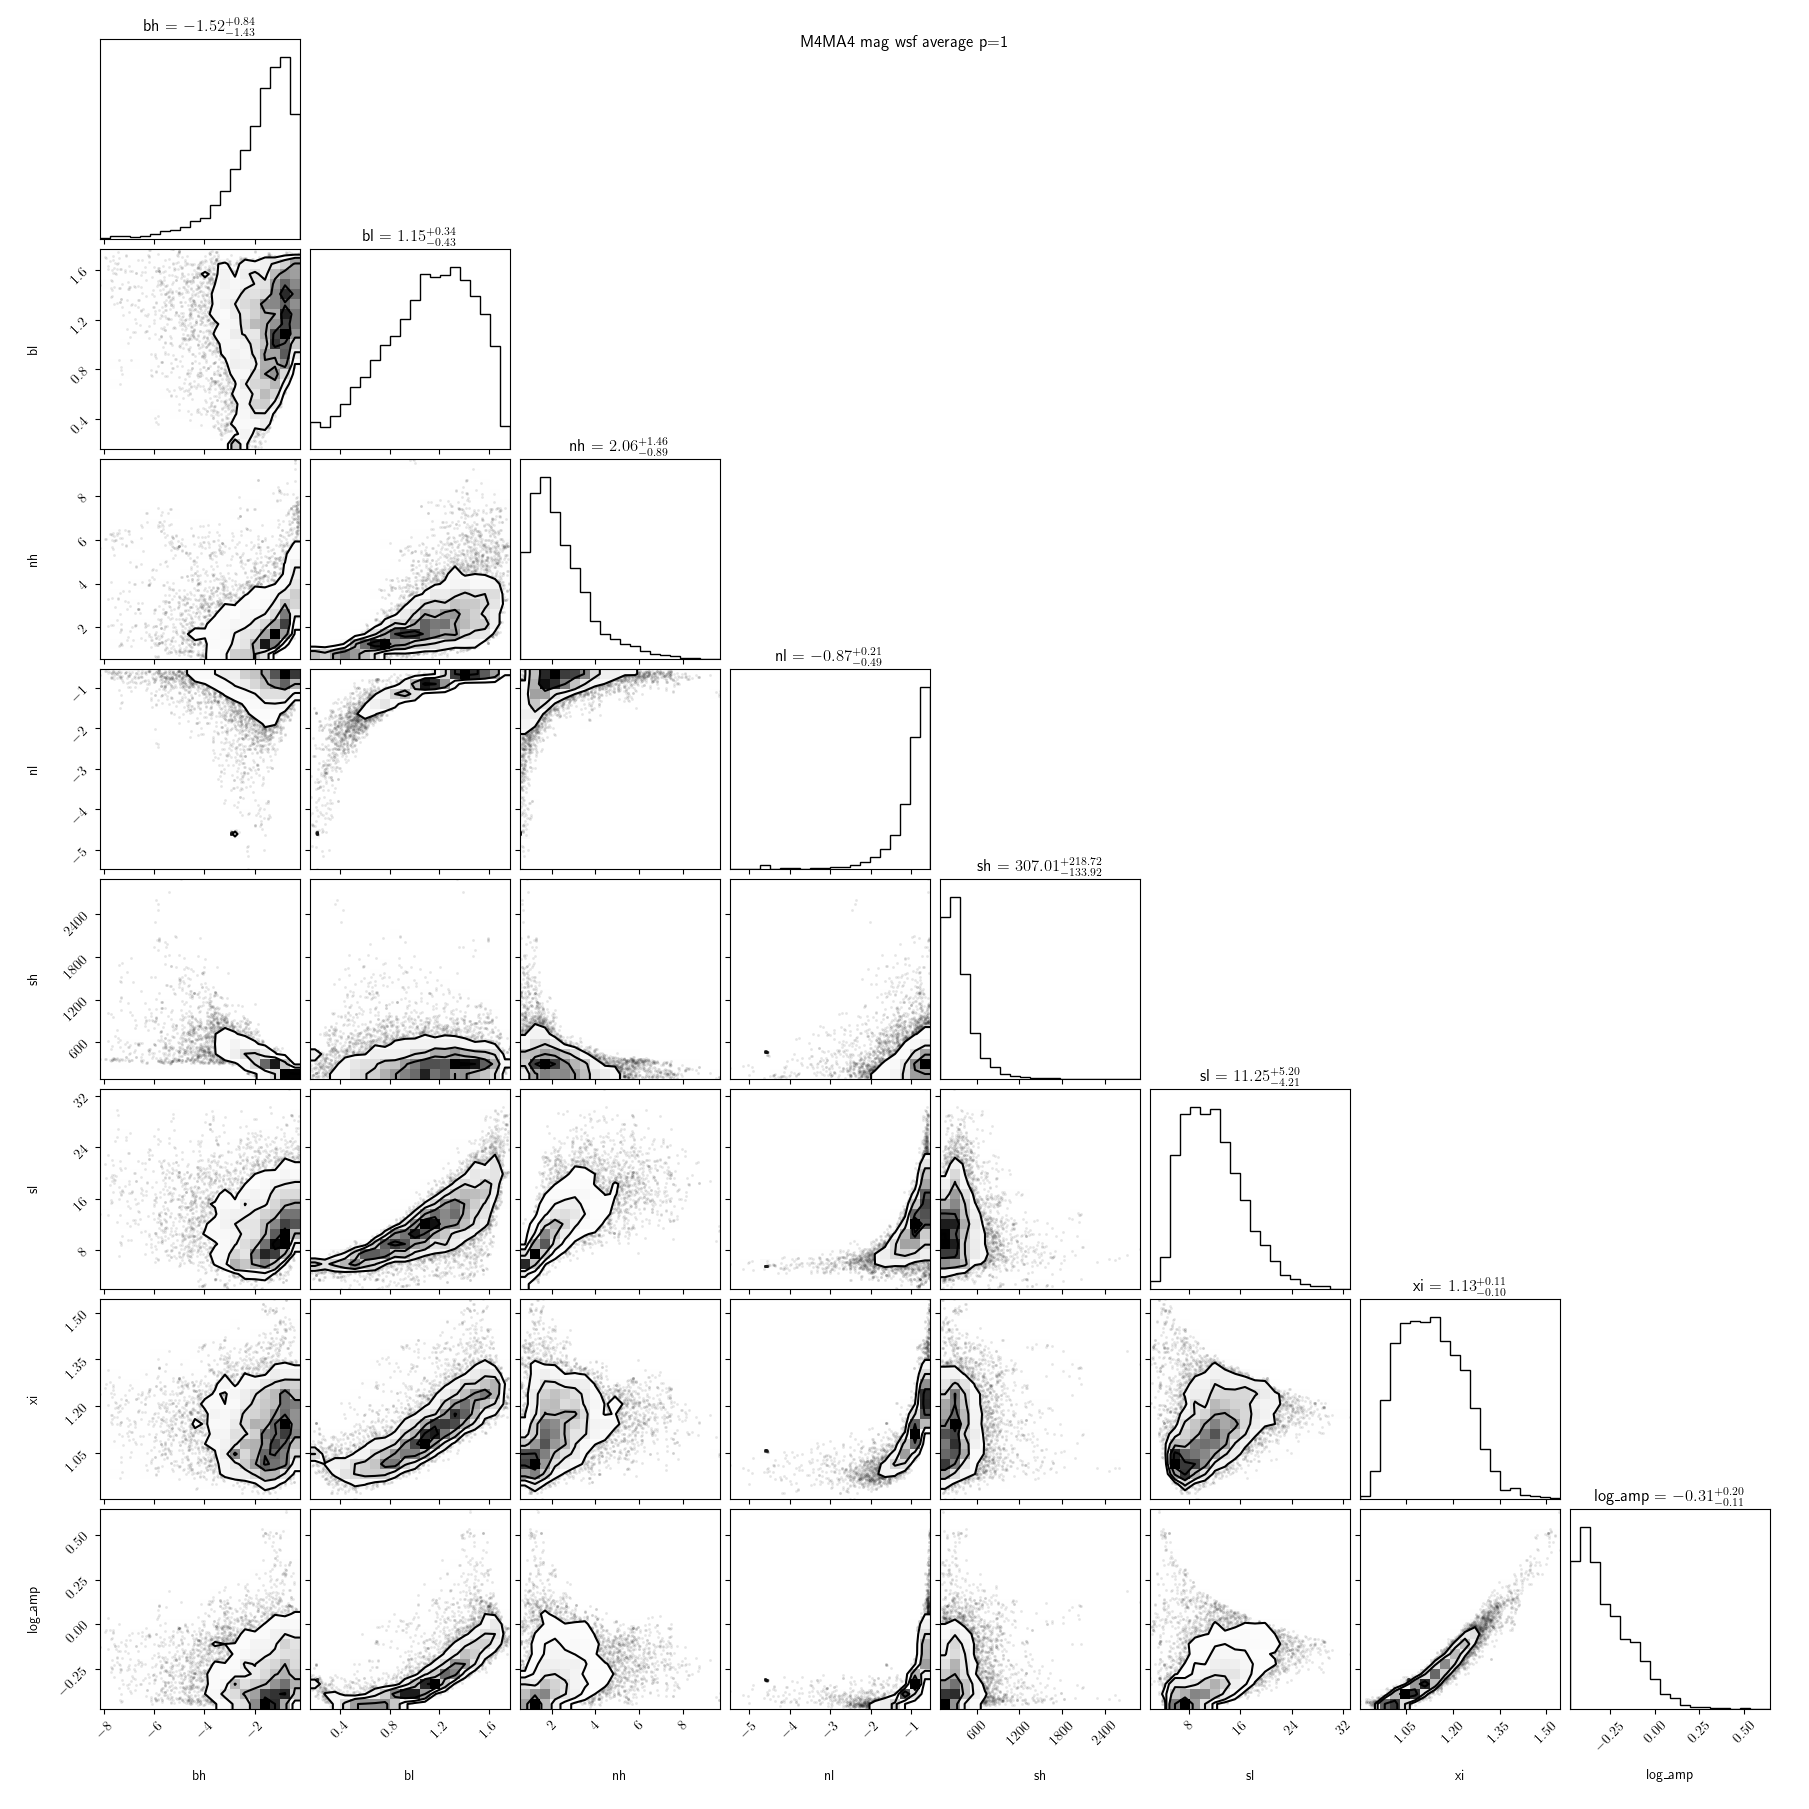 M4MA4 mag wsf average p=1
bh = −1.52+0.84−1.43
bl = 1.15+0.34−0.43
1.6
1.2
0.8
0.4
bl
nh = 2.06+1.46−0.89
8
6
4
2
nh
nl = −0.87+0.21−0.49
−1
−2
−3
−4
−5
nl
sh = 307.01+218.72−133.92
2400
1800
1200
600
sh
sl = 11.25+5.20−4.21
32
24
16
8
sl
xi = 1.13+0.11−0.10
1.50
1.35
1.20
1.05
xi
log_amp = −0.31+0.20−0.11
0.50
0.25
0.00
−0.25
log_amp
−8 −6 −4 −2 0.4 0.8 1.2 1.6 2 4 6 8 −5 −4 −3 −2 −1 600 1200 1800 2400 8 16 24 32 1.05 1.20 1.35 1.50 −0.25 0.00 0.25 0.50
bh bl nh nl sh sl xi log_amp